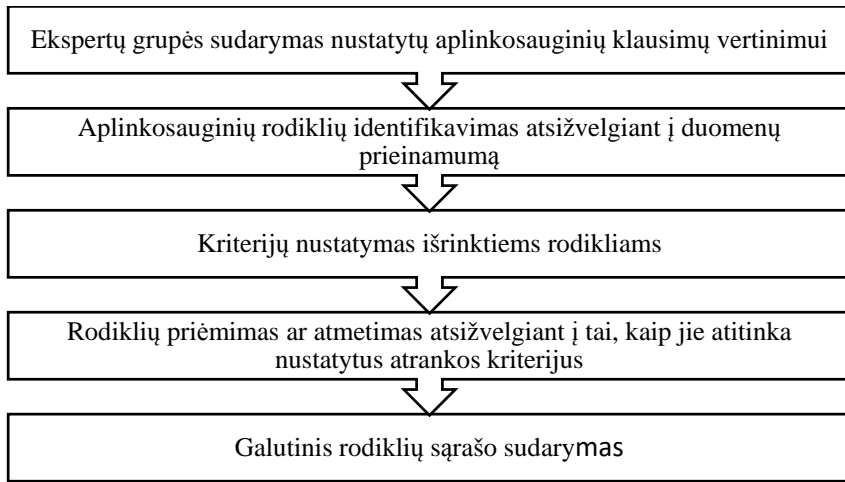 Ekspertų grupės sudarymas nustatytų aplinkosauginių klausimų vertinimui
Aplinkosauginių rodiklių identifikavimas atsižvelgiant į duomenų
prieinamumą
Kriterijų nustatymas išrinktiems rodikliams
Rodiklių priėmimas ar atmetimas atsižvelgiant į tai, kaip jie atitinka
nustatytus atrankos kriterijus
Galutinis rodiklių sąrašo sudarymas